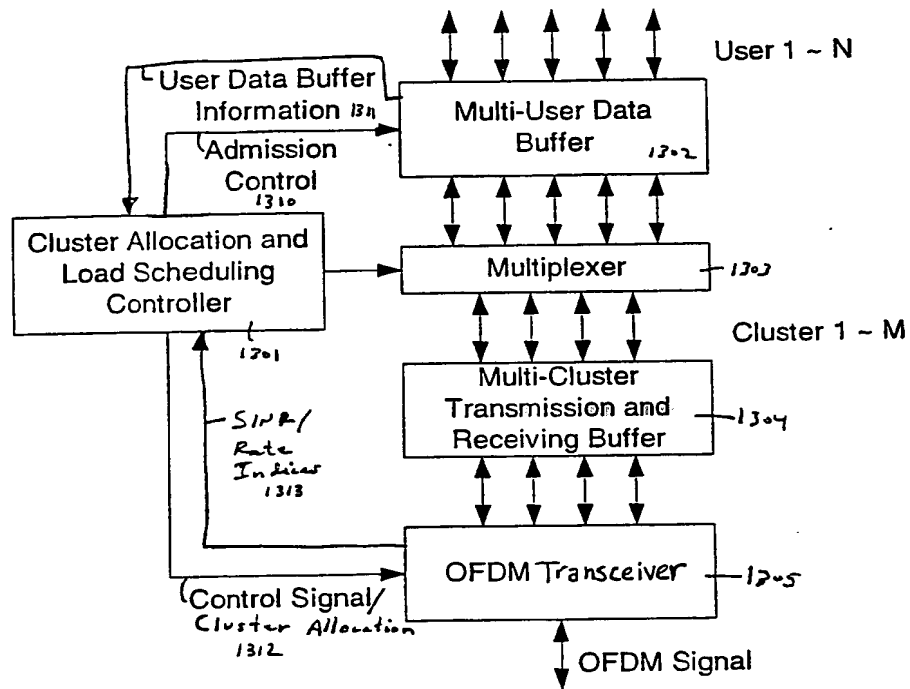 User 1 ~ N
User Data Buffer
Information 1311
Multi-User Data
Buffer
1302
Admission
Control
1310
Cluster Allocation and
Load Scheduling
Controller
1301
Multiplexer
1303
Cluster 1 ~ M
Multi-Cluster
Transmission and
Receiving Buffer
1304
SINR/
Rate
Indices
1313
OFDM Transceiver
1305
Control Signal/
Cluster Allocation
1312
OFDM Signal